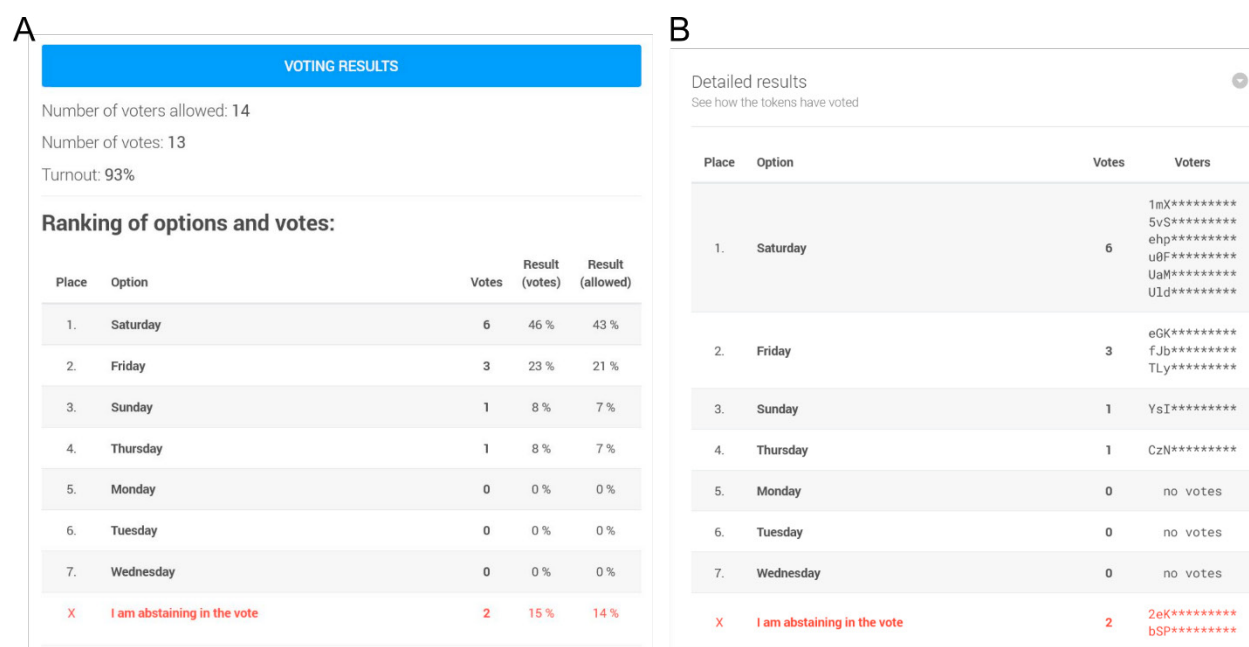 A
VOTING RESULTS
Number of voters allowed: 14
Number of votes: 13
Turnout: 93%
Ranking of options and votes:
Place Option Votes Result (votes) Result (allowed)
1. Saturday 6 46 % 43 %
2. Friday 3 23 % 21 %
3. Sunday 1 8 % 7 %
4. Thursday 1 8 % 7 %
5. Monday 0 0 % 0 %
6. Tuesday 0 0 % 0 %
7. Wednesday 0 0 % 0 %
X I am abstaining in the vote 2 15 % 14 %
B
Detailed results
See how the tokens have voted
Place Option Votes Voters
1. Saturday 6
1mX*********
5vS*********
ehp*********
u0F*********
UaM*********
Uld*********
2. Friday 3
eGK*********
fJb*********
TLy*********
3. Sunday 1 YsI*********
4. Thursday 1 CzN*********
5. Monday 0 no votes
6. Tuesday 0 no votes
7. Wednesday 0 no votes
X I am abstaining in the vote 2
2eK*********
bSP*********